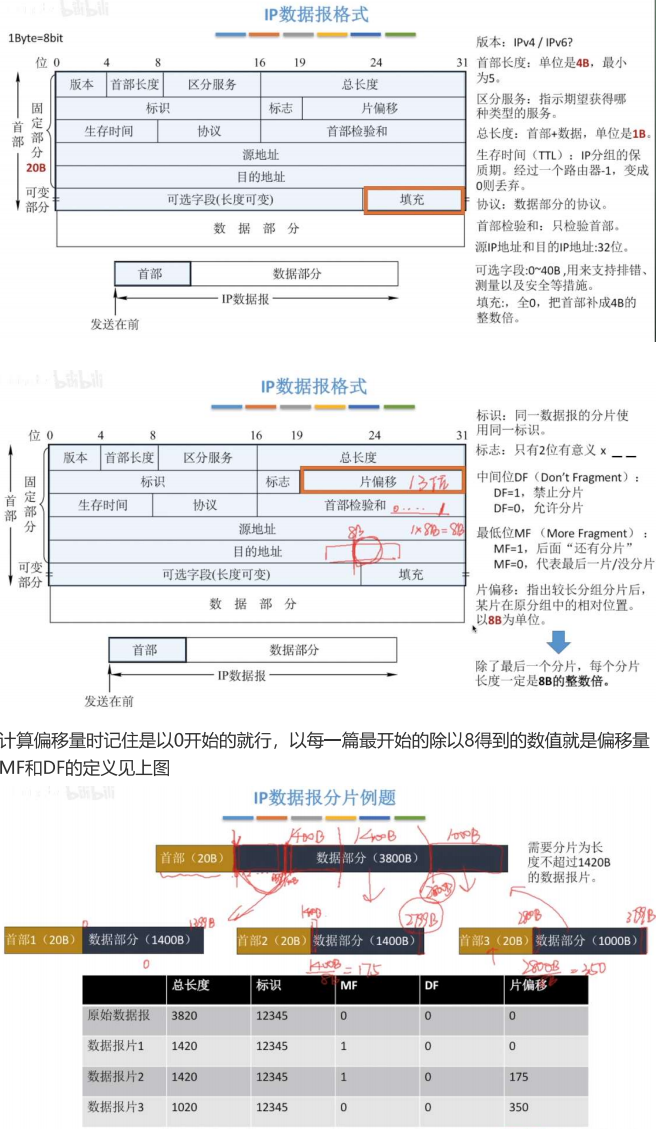 IP数据报格式
1Byte=8bit
位 0 4 8 16 19 24 31
版本 首部长度 区分服务 总长度
标识 标志 片偏移
生存时间 协议 首部检验和
源地址
目的地址
可选字段(长度可变) 填充
数 据 部 分
首部
固定部分
20B
可变部分
首部 数据部分
IP数据报
发送在前
版本：IPv4 / IPv6?
首部长度：单位是4B，最小
为5。
区分服务：指示期望获得哪
种类型的服务。
总长度：首部+数据，单位是1B。
生存时间（TTL）：IP分组的保
质期。经过一个路由器-1，变成
0则丢弃。
协议：数据部分的协议。
首部检验和：只检验首部。
源IP地址和目的IP地址:32位。
可选字段:0~40B ,用来支持排错、
测量以及安全等措施。
填充:，全0，把首部补成4B的
整数倍。
IP数据报格式
位 0 4 8 16 19 24 31
版本 首部长度 区分服务 总长度
标识 标志 片偏移 13位
生存时间 协议 首部检验和
源地址 8B 1×8B=8B
目的地址
可选字段(长度可变) 填充
数 据 部 分
首部
固定部分
可变部分
首部 数据部分
IP数据报
发送在前
标识：同一数据报的分片使
用同一标识。
标志：只有2位有意义 x _ _
中间位DF（Don't Fragment）：
DF=1，禁止分片
DF=0，允许分片
最低位MF（More Fragment）：
MF=1，后面“还有分片”
MF=0，代表最后一片/没分片
片偏移：指出较长分组分片后，
某片在原分组中的相对位置。
以8B为单位。
除了最后一个分片，每个分片
长度一定是8B的整数倍。
计算偏移量时记住是以0开始的就行，以每一篇最开始的除以8得到的数值就是偏移量
MF和DF的定义见上图
IP数据报分片例题
1400B 1400B 1000B
首部（20B） 数据部分（3800B）
需要分片为长
度不超过1420B
的数据报片。
0 1399B 1400 2799B 2800B 3799B
首部1（20B） 数据部分（1400B） 首部2（20B） 数据部分（1400B） 首部3（20B） 数据部分（1000B）
0 1400B/8B=175 2800B/8B=350
总长度 标识 MF DF 片偏移
原始数据报 3820 12345 0 0 0
数据报片1 1420 12345 1 0 0
数据报片2 1420 12345 1 0 175
数据报片3 1020 12345 0 0 350